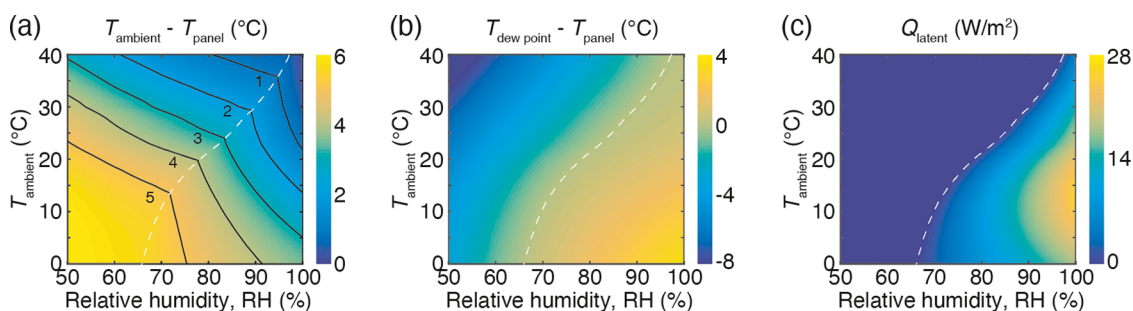 (a) T_ambient - T_panel (°C)
40
30
20
10
0
T_ambient (°C)
1
2
3
4
5
50 60 70 80 90 100
Relative humidity, RH (%)
6
4
2
0
(b) T_dew point - T_panel (°C)
40
30
20
10
0
T_ambient (°C)
50 60 70 80 90 100
Relative humidity, RH (%)
4
0
-4
-8
(c) Q_latent (W/m²)
40
30
20
10
0
T_ambient (°C)
50 60 70 80 90 100
Relative humidity, RH (%)
28
14
0